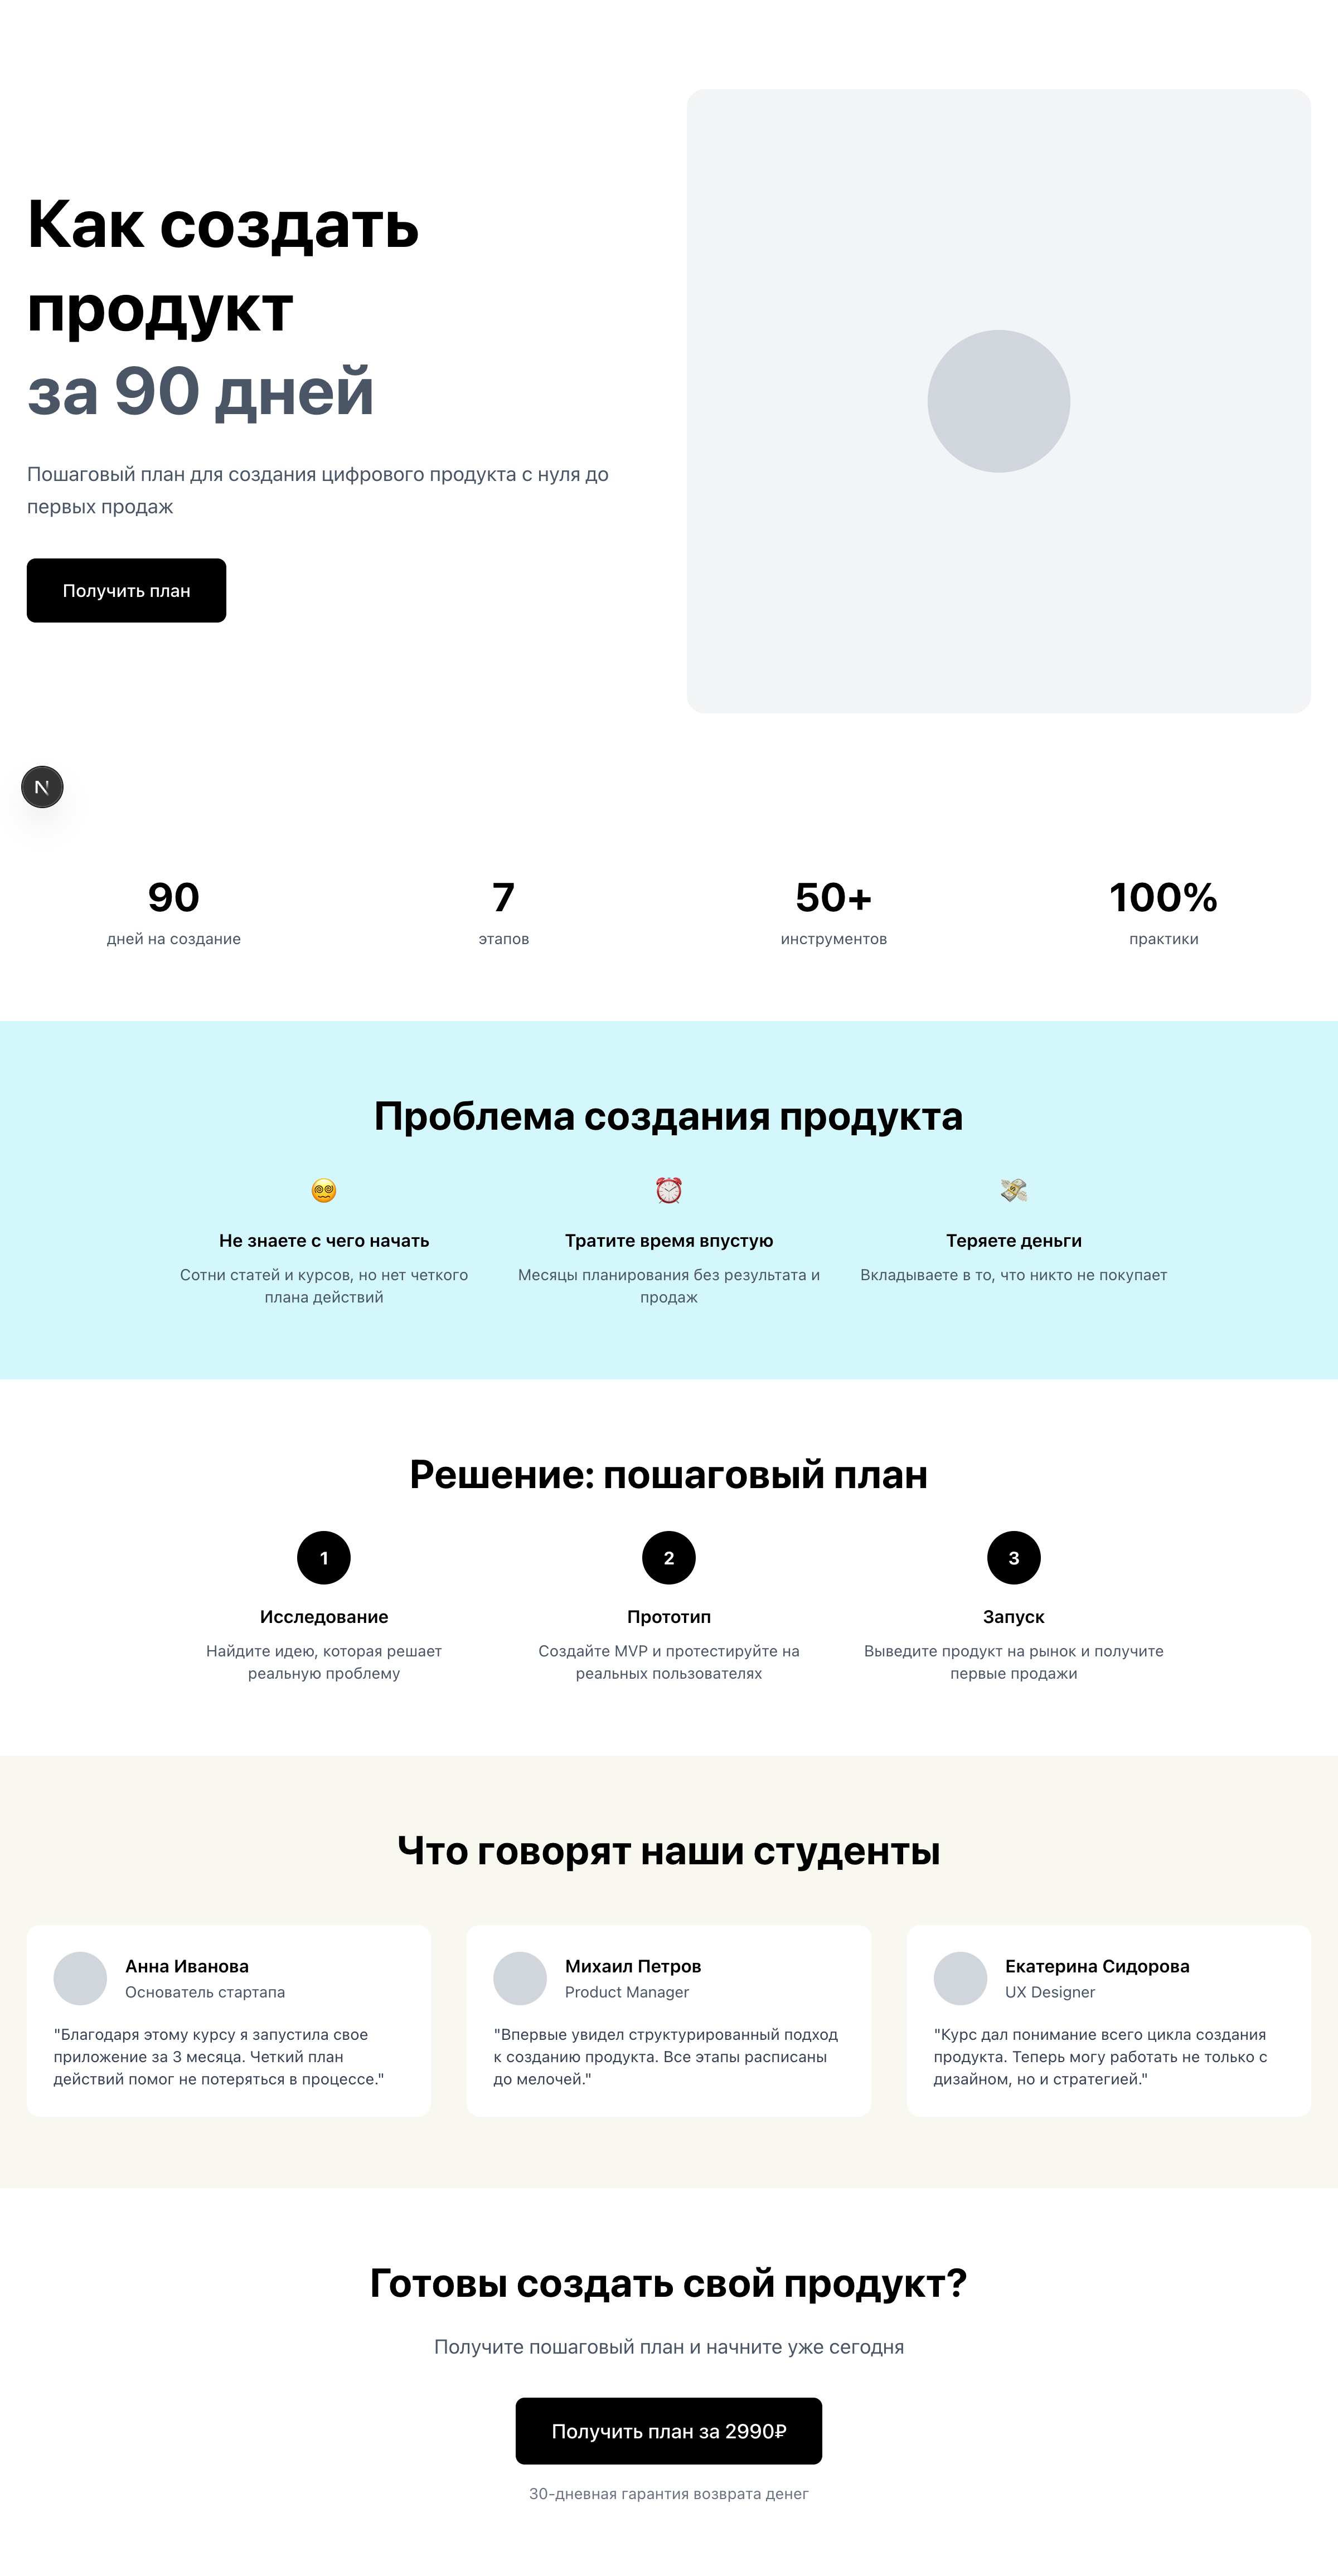 Как создать
продукт
за 90 дней
Пошаговый план для создания цифрового продукта с нуля до
первых продаж
Получить план
N
90
дней на создание
7
этапов
50+
инструментов
100%
практики
Проблема создания продукта
Не знаете с чего начать
Сотни статей и курсов, но нет четкого
плана действий
Тратите время впустую
Месяцы планирования без результата и
продаж
Теряете деньги
Вкладываете в то, что никто не покупает
Решение: пошаговый план
1
Исследование
Найдите идею, которая решает
реальную проблему
2
Прототип
Создайте MVP и протестируйте на
реальных пользователях
3
Запуск
Выведите продукт на рынок и получите
первые продажи
Что говорят наши студенты
Анна Иванова
Основатель стартапа
"Благодаря этому курсу я запустила свое
приложение за 3 месяца. Четкий план
действий помог не потеряться в процессе."
Михаил Петров
Product Manager
"Впервые увидел структурированный подход
к созданию продукта. Все этапы расписаны
до мелочей."
Екатерина Сидорова
UX Designer
"Курс дал понимание всего цикла создания
продукта. Теперь могу работать не только с
дизайном, но и стратегией."
Готовы создать свой продукт?
Получите пошаговый план и начните уже сегодня
Получить план за 2990₽
30-дневная гарантия возврата денег